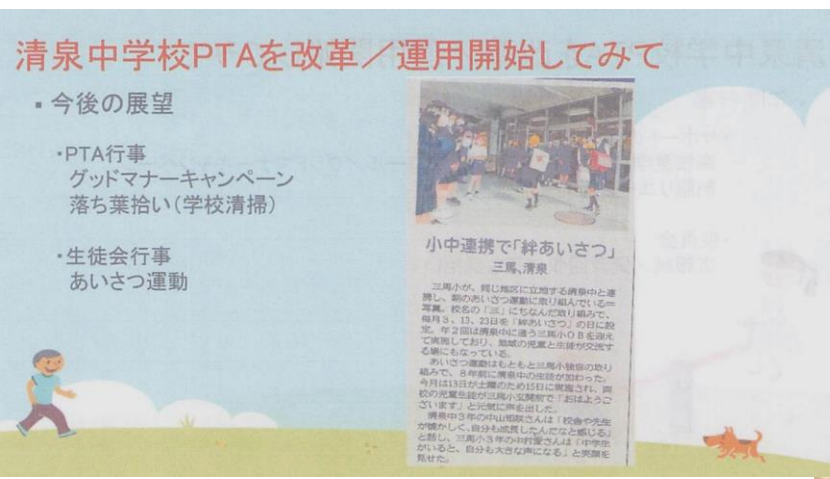 清泉中学校PTAを改革／運用開始してみて
▪今後の展望
・PTA行事
グッドマナーキャンペーン
落ち葉拾い（学校清掃）
・生徒会行事
あいさつ運動
小中連携で「絆あいさつ」
三馬、清泉
三馬小が、同じ地区に立地する清泉中と連
携し、朝のあいさつ運動に取り組んでいる＝
写真。校名の「三」にちなんだ取り組みで、
毎月３、13、23日を「絆あいさつ」の日に設
定。年２回は清泉中に通う三馬小ＯＢを迎え
て実施しており、地域の児童と生徒が交流す
る場にもなっている。
あいさつ運動はもともと三馬小独自の取り
組みで、８年前に清泉中の生徒が加わった。
今月は13日が土曜のため15日に実施され、両
校の児童生徒が三馬小玄関前で「おはようご
ざいます」と元気に声を出した。
清泉中３年の中山 さんは「校舎や先生
が懐かしく、自分も成長したんだなと感じる」
と話し、三馬小３年の中村愛さんは「中学生
がいると、自分も大きな声になる」と笑顔を
見せた。